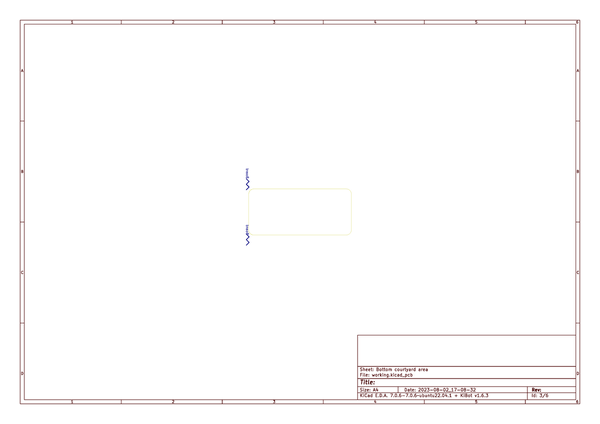 1 2 3 4 5 6
A A
B B
C C
D D
Sheet: Bottom courtyard area
File: working.kicad_pcb
Title:
Size: A4 Date: 2023-08-02_17-08-32 Rev:
KiCad E.D.A. 7.0.6-7.0.6~ubuntu22.04.1 + KiBot v1.6.3 Id: 3/6
1 2 3 4 5 6